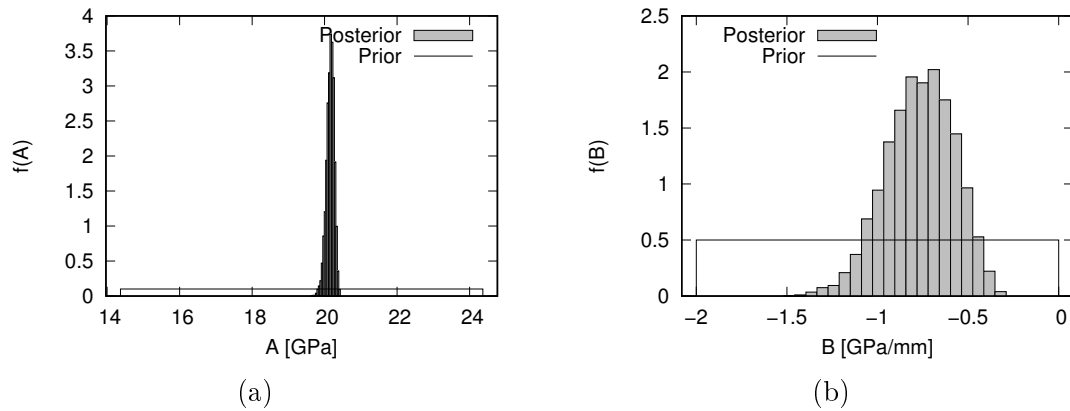 4
3.5
3
2.5
2
1.5
1
0.5
0
f(A)
14 16 18 20 22 24
A [GPa]
Posterior
Prior
(a)
2.5
2
1.5
1
0.5
0
f(B)
−2 −1.5 −1 −0.5 0
B [GPa/mm]
Posterior
Prior
(b)